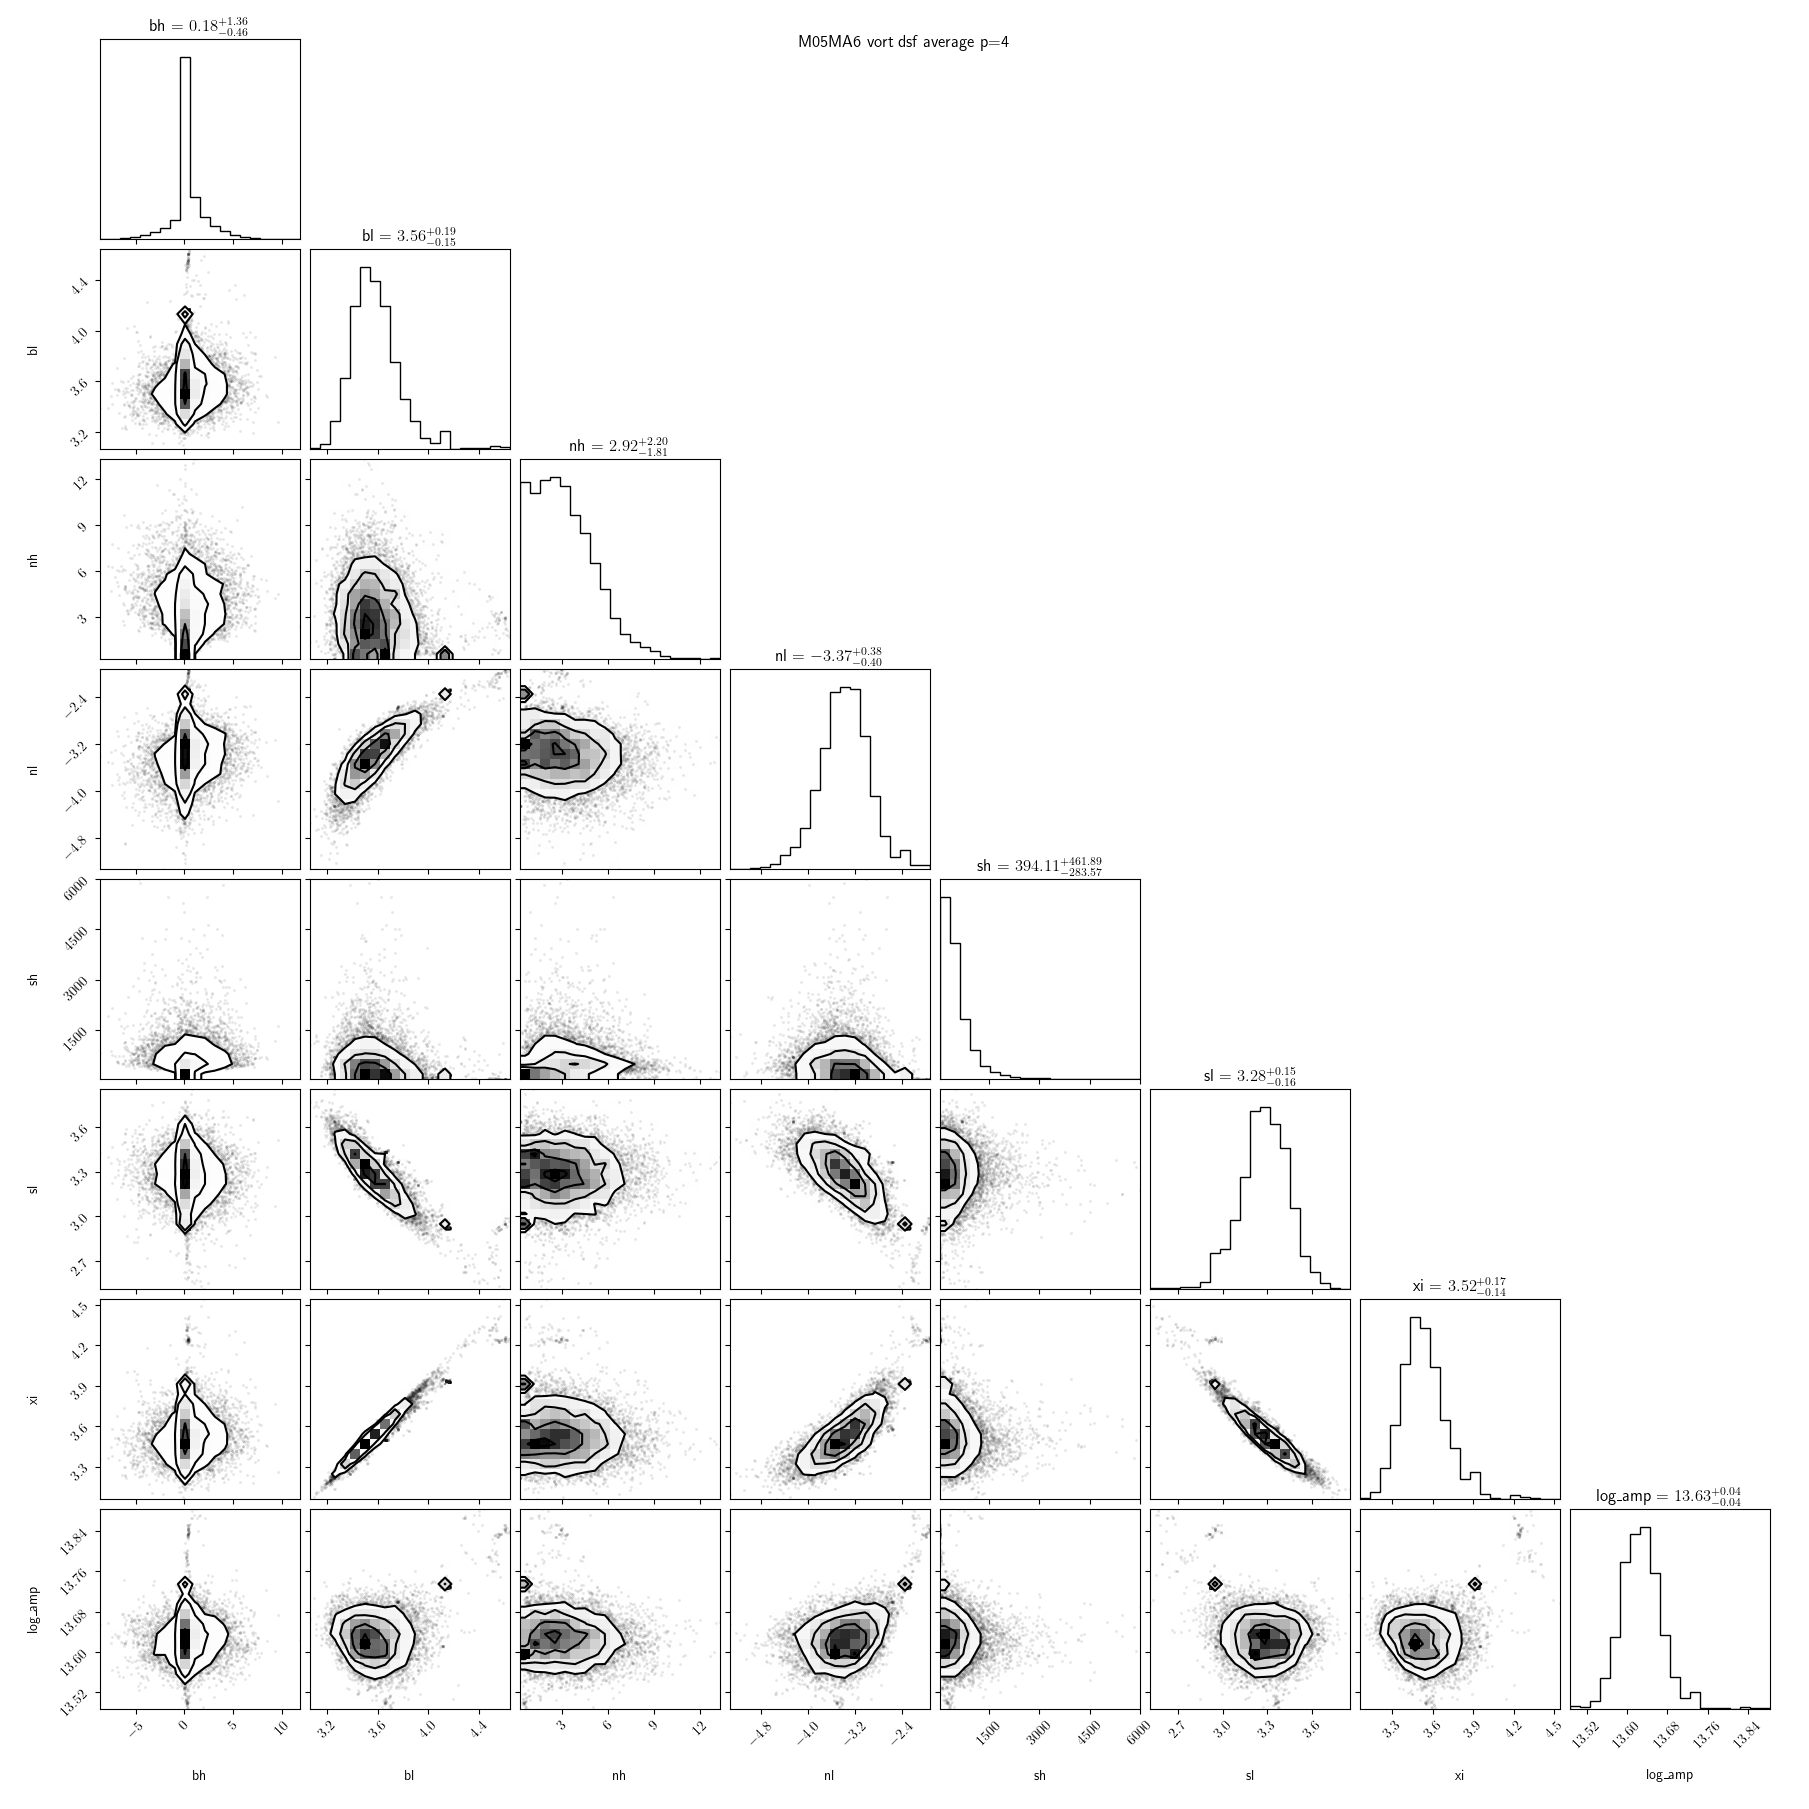 bh = 0.18^{+1.36}_{-0.46}
M05MA6 vort dsf average p=4
bl = 3.56^{+0.19}_{-0.15}
4.4
4.0
3.6
3.2
bl
nh = 2.92^{+2.20}_{-1.81}
12
9
6
3
nh
nl = −3.37^{+0.38}_{-0.40}
−2.4
−3.2
−4.0
−4.8
nl
sh = 394.11^{+461.89}_{-283.57}
6000
4500
3000
1500
sh
sl = 3.28^{+0.15}_{-0.16}
3.6
3.3
3.0
2.7
sl
xi = 3.52^{+0.17}_{-0.14}
4.5
4.2
3.9
3.6
3.3
xi
log_amp = 13.63^{+0.04}_{-0.04}
13.84
13.76
13.68
13.60
13.52
log_amp
−5 0 5 10 3.2 3.6 4.0 4.4 3 6 9 12 −4.8 −4.0 −3.2 −2.4 1500 3000 4500 6000 2.7 3.0 3.3 3.6 3.3 3.6 3.9 4.2 4.5 13.52 13.60 13.68 13.76 13.84
bh bl nh nl sh sl xi log_amp